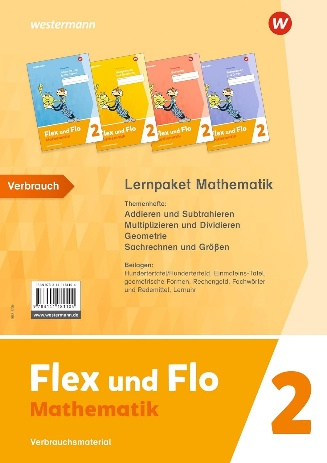 westermann
W
Flex und Flo 2
Flex und Flo 2
Flex und Flo 2
Flex und Flo 2
Verbrauch
Lernpaket Mathematik
Themenhefte:
Addieren und Subtrahieren
Multiplizieren und Dividieren
Geometrie
Sachrechnen und Größen
Beilagen:
Hundertertafel/Hunderterfeld, Einmaleins-Tafel,
geometrische Formen, Rechengeld, Fachwörter
und Redemittel, Lernuhr
www.westermann.de
Flex und Flo
Mathematik
2
Verbrauchsmaterial